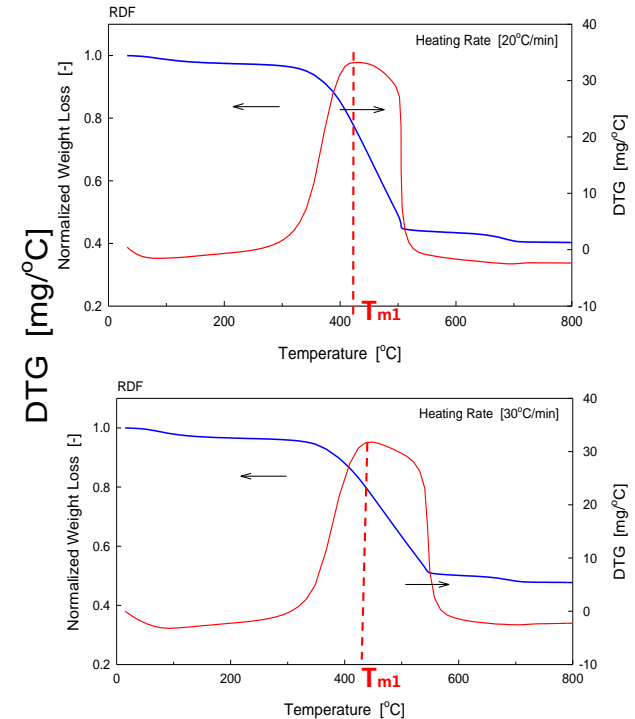 RDF
Heating Rate [20°C/min]
Normalized Weight Loss [-]
1.0
0.8
0.6
0.4
0.2
40
30
20
10
0
-10
DTG [mg/°C]
0
200
400
600
800
Tm1
Temperature [°C]
DTG [mg/°C]
RDF
Heating Rate [30°C/min]
Normalized Weight Loss [-]
1.0
0.8
0.6
0.4
0.2
40
30
20
10
0
-10
DTG [mg/°C]
0
200
400
600
800
Tm1
Temperature [°C]